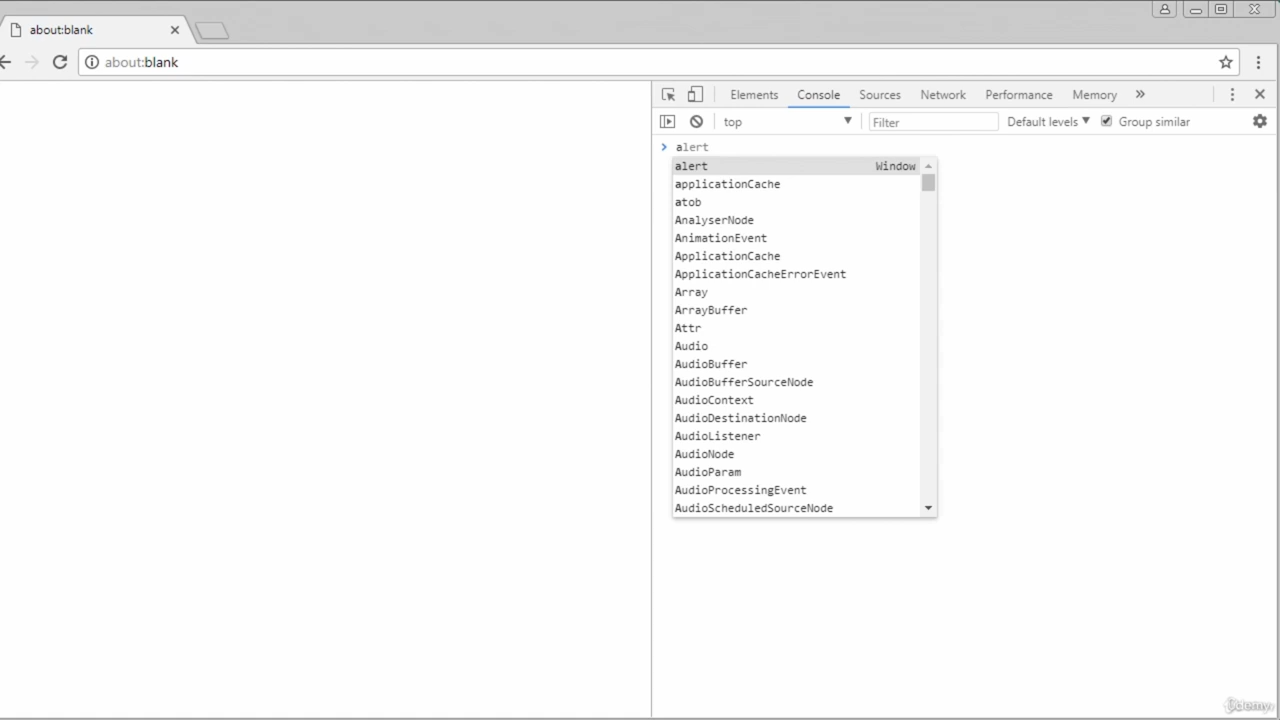 about:blank
about:blank
Elements Console Sources Network Performance Memory »
top Filter Default levels Group similar
alert
alert Window
applicationCache
atob
AnalyserNode
AnimationEvent
ApplicationCache
ApplicationCacheErrorEvent
Array
ArrayBuffer
Attr
Audio
AudioBuffer
AudioBufferSourceNode
AudioContext
AudioDestinationNode
AudioListener
AudioNode
AudioParam
AudioProcessingEvent
AudioScheduledSourceNode
Udemy